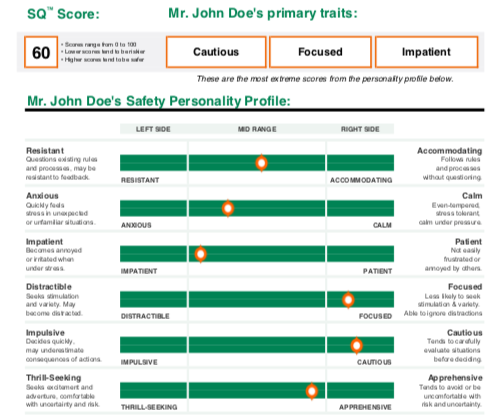 SQ™ Score:
Mr. John Doe's primary traits:
60
• Scores range from 0 to 100
• Lower scores tend to be riskier
• Higher scores tend to be safer
Cautious
Focused
Impatient
These are the most extreme scores from the personality profile below.
Mr. John Doe's Safety Personality Profile:
LEFT SIDE
MID RANGE
RIGHT SIDE
Resistant
Questions existing rules
and processes, may be
resistant to feedback.
RESISTANT
ACCOMMODATING
Accommodating
Follows rules
and processes
without questioning.
Anxious
Quickly feels
stress in unexpected
or unfamiliar situations.
ANXIOUS
CALM
Calm
Even-tempered,
stress tolerant,
calm under pressure.
Impatient
Becomes annoyed
or irritated when
under stress.
IMPATIENT
PATIENT
Patient
Not easily
frustrated or
annoyed by others.
Distractible
Seeks stimulation
and variety. May
become distracted.
DISTRACTIBLE
FOCUSED
Focused
Less likely to seek
stimulation & variety.
Able to ignore distractions
Impulsive
Decides quickly,
may underestimate
consequences of actions.
IMPULSIVE
CAUTIOUS
Cautious
Tends to carefully
evaluate situations
before deciding.
Thrill-Seeking
Seeks excitement and
adventure, comfortable
with uncertainty and risk.
THRILL-SEEKING
APPREHENSIVE
Apprehensive
Tends to avoid or be
uncomfortable with
risk and uncertainty.